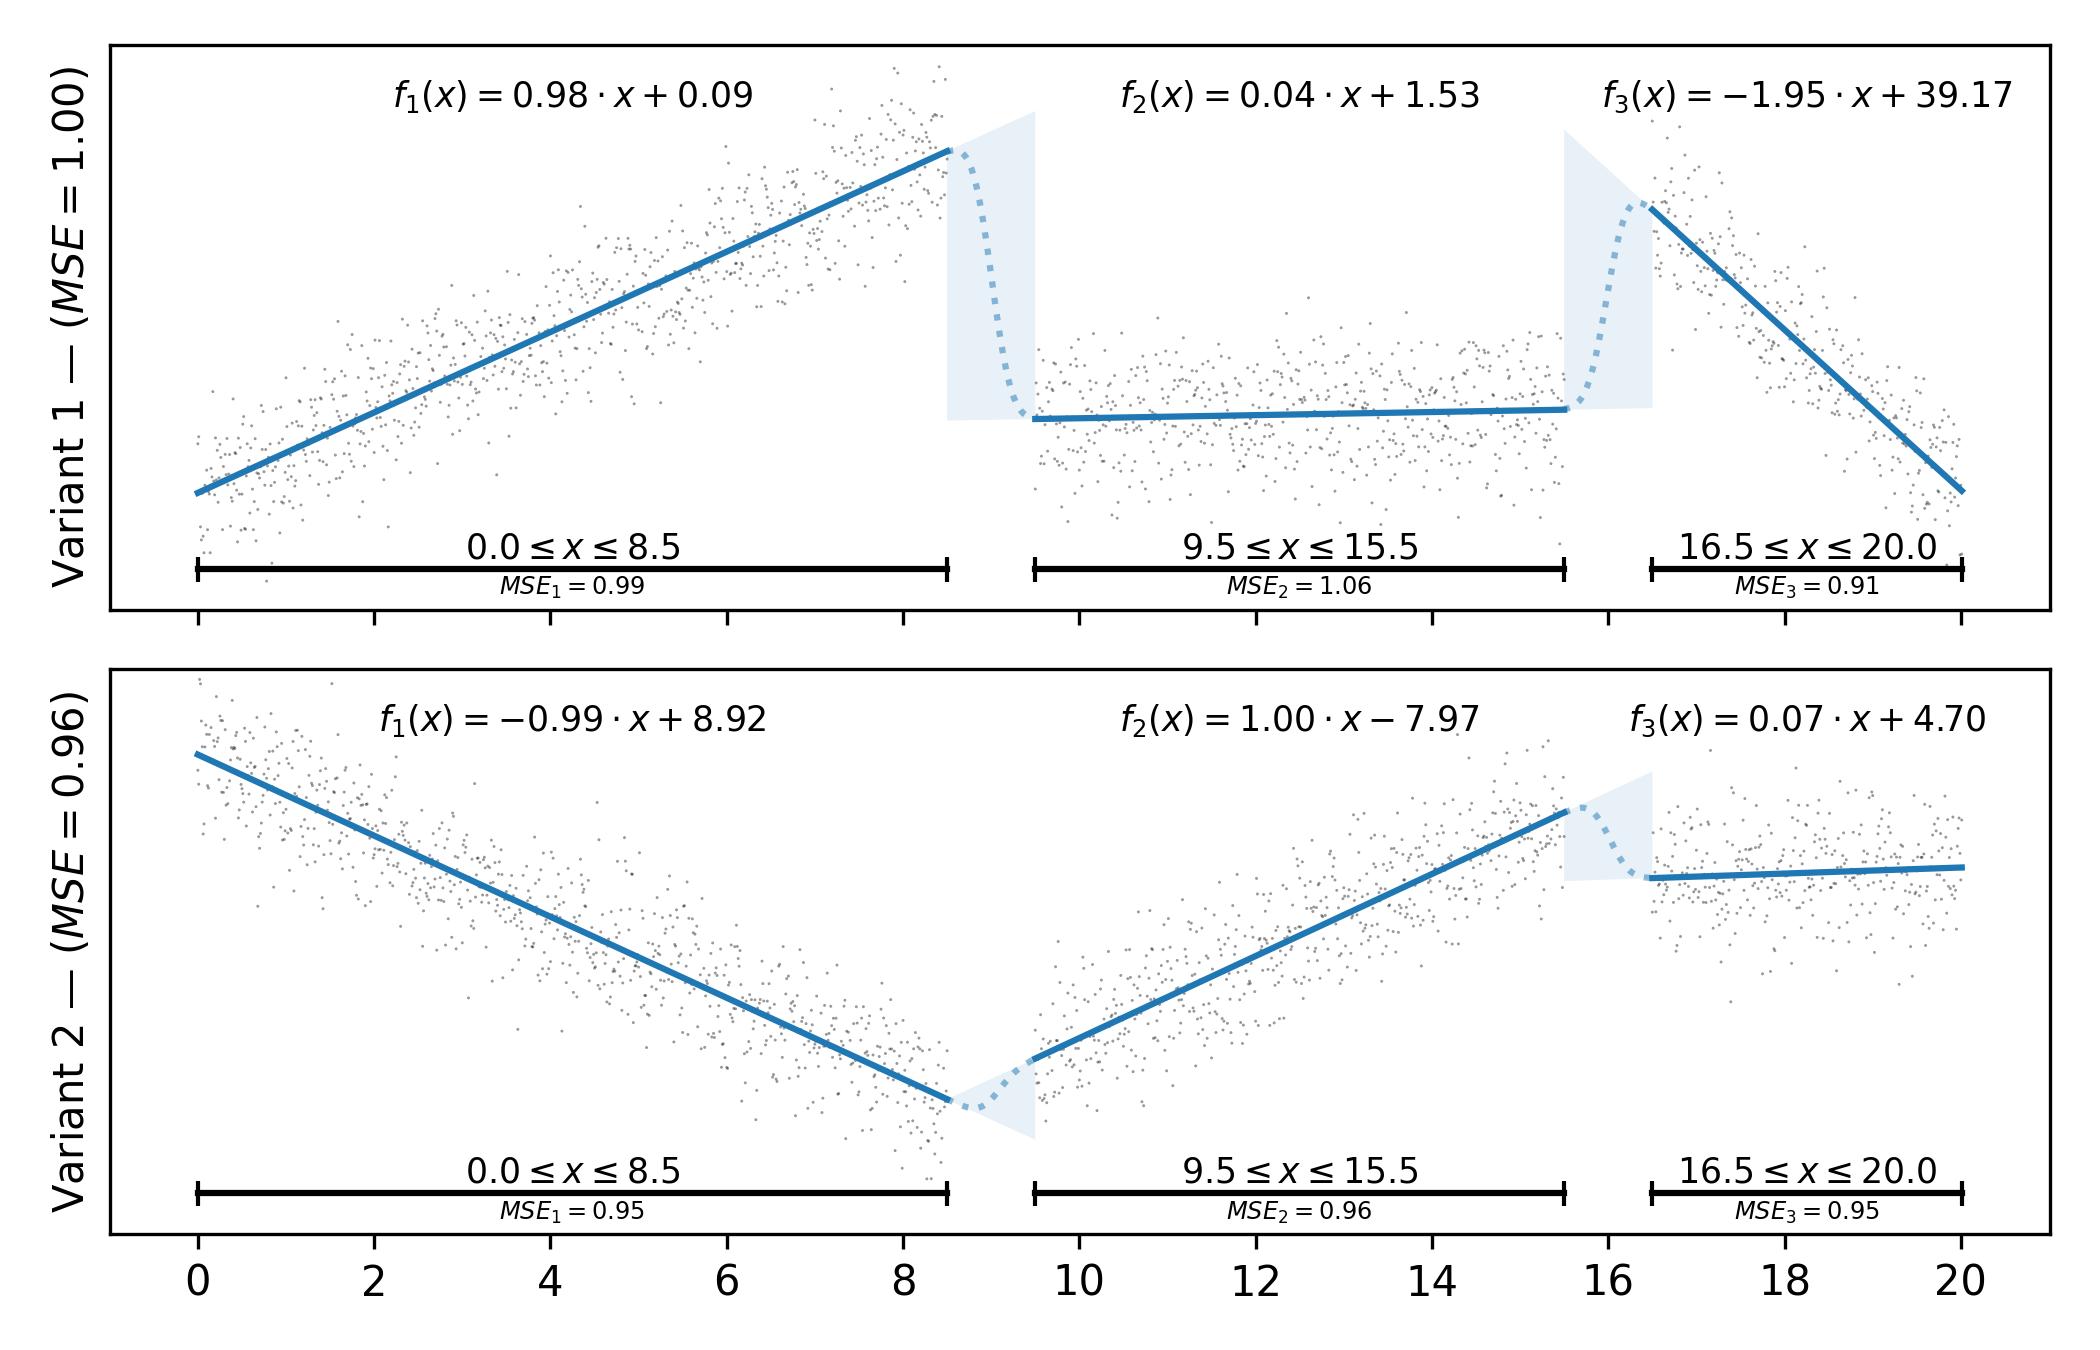 Variant 1 — (MSE = 1.00)
f₁(x) = 0.98 · x + 0.09
f₂(x) = 0.04 · x + 1.53
f₃(x) = −1.95 · x + 39.17
0.0 ≤ x ≤ 8.5
9.5 ≤ x ≤ 15.5
16.5 ≤ x ≤ 20.0
MSE₁ = 0.99
MSE₂ = 1.06
MSE₃ = 0.91
Variant 2 — (MSE = 0.96)
f₁(x) = −0.99 · x + 8.92
f₂(x) = 1.00 · x − 7.97
f₃(x) = 0.07 · x + 4.70
0.0 ≤ x ≤ 8.5
9.5 ≤ x ≤ 15.5
16.5 ≤ x ≤ 20.0
MSE₁ = 0.95
MSE₂ = 0.96
MSE₃ = 0.95
0 2 4 6 8 10 12 14 16 18 20